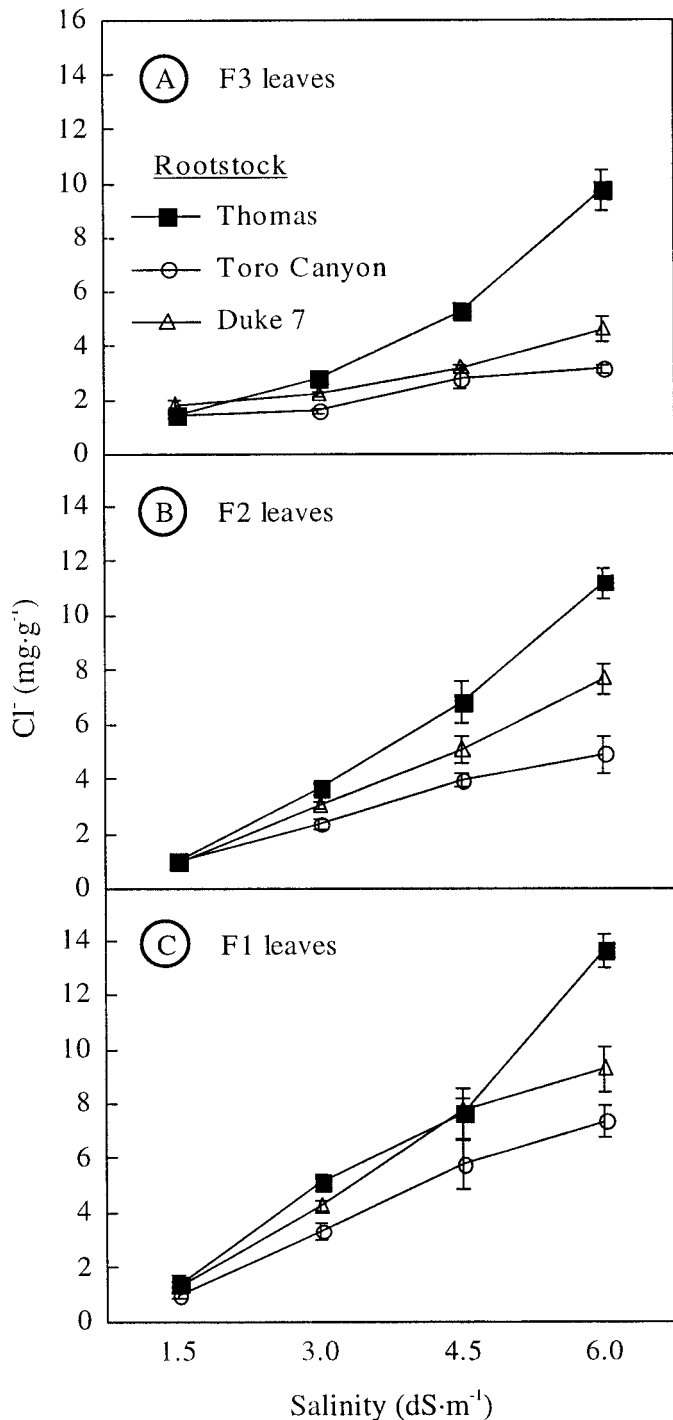 16
14
12
10
8
6
4
2
0
A F3 leaves
Rootstock
Thomas
Toro Canyon
Duke 7
14
12
10
8
6
4
2
0
B F2 leaves
Cl⁻ (mg·g⁻¹)
14
12
10
8
6
4
2
0
C F1 leaves
1.5 3.0 4.5 6.0
Salinity (dS·m⁻¹)